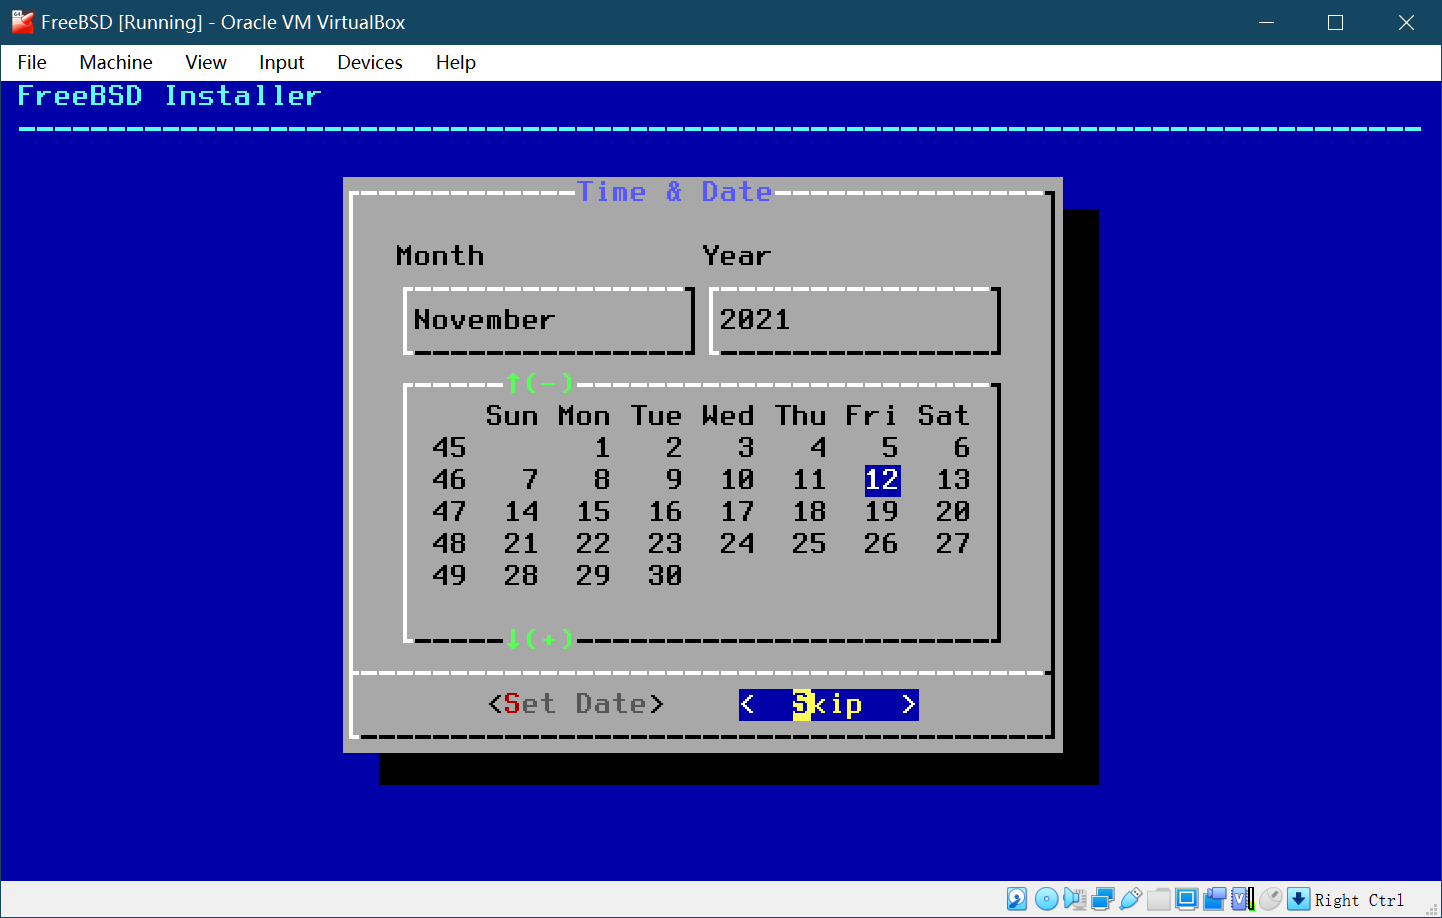 FreeBSD [Running] - Oracle VM VirtualBox
File Machine View Input Devices Help
FreeBSD Installer
Time & Date
Month Year
November 2021
↑(-)
Sun Mon Tue Wed Thu Fri Sat
45 1 2 3 4 5 6
46 7 8 9 10 11 12 13
47 14 15 16 17 18 19 20
48 21 22 23 24 25 26 27
49 28 29 30
↓(+)
<Set Date> < Skip >
Right Ctrl